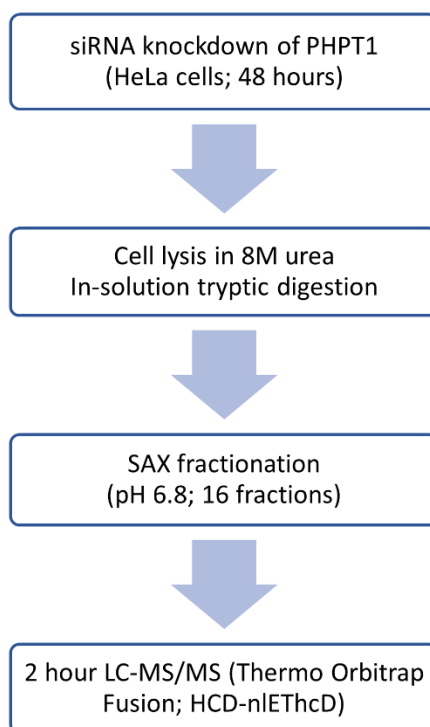 siRNA knockdown of PHPT1
(HeLa cells; 48 hours)
Cell lysis in 8M urea
In-solution tryptic digestion
SAX fractionation
(pH 6.8; 16 fractions)
2 hour LC-MS/MS (Thermo Orbitrap
Fusion; HCD-nlEThcD)